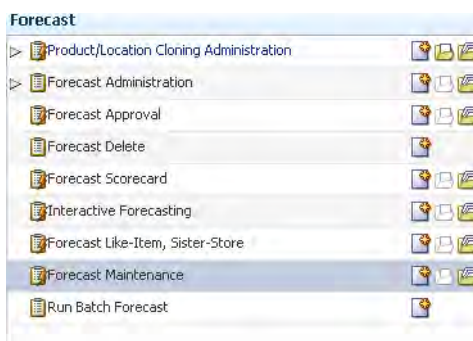 Forecast
Product/Location Cloning Administration
Forecast Administration
Forecast Approval
Forecast Delete
Forecast Scorecard
Interactive Forecasting
Forecast Like-Item, Sister-Store
Forecast Maintenance
Run Batch Forecast